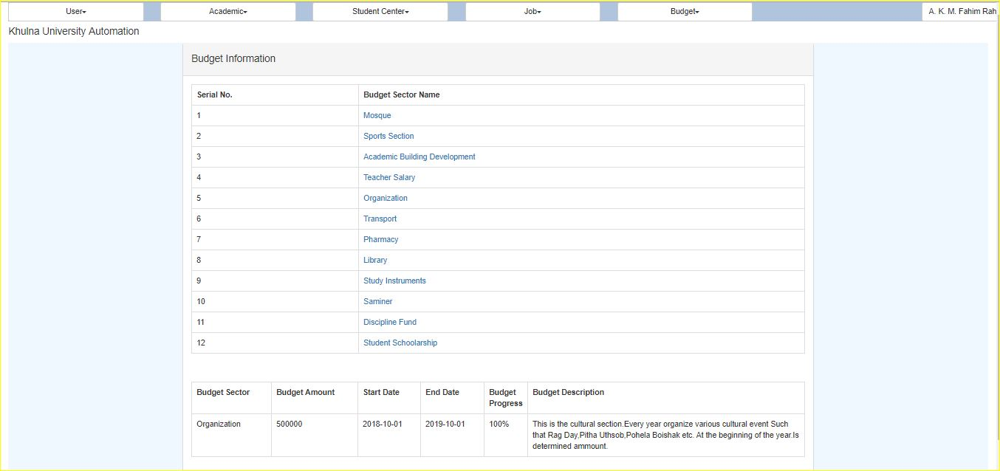 User Academic Student Center Job Budget A. K. M. Fahim Rah
Khulna University Automation
Budget Information
Serial No. Budget Sector Name
1 Mosque
2 Sports Section
3 Academic Building Development
4 Teacher Salary
5 Organization
6 Transport
7 Pharmacy
8 Library
9 Study Instruments
10 Saminer
11 Discipline Fund
12 Student Schoolarship
Budget Sector Budget Amount Start Date End Date Budget Progress Budget Description
Organization 500000 2018-10-01 2019-10-01 100% This is the cultural section.Every year organize various cultural event Such
that Rag Day,Pitha Uthsob,Pohela Boishak etc. At the beginning of the year.Is
determined ammount.